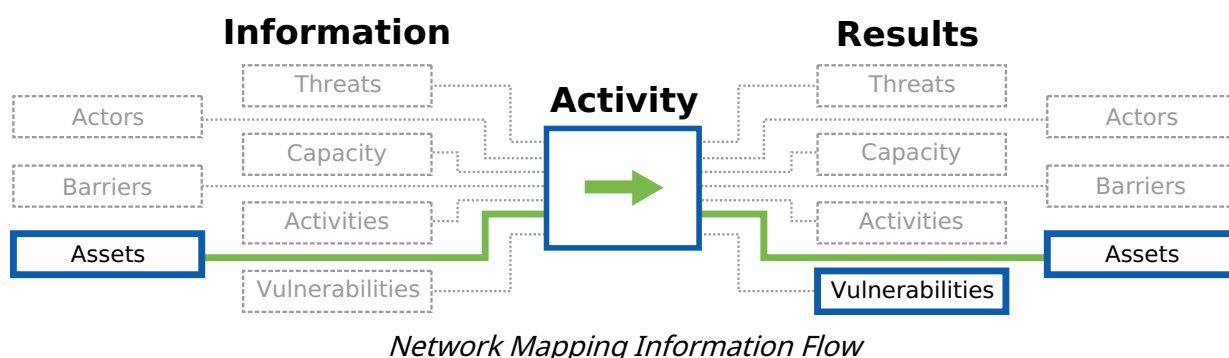 Information
Results
Activity
Threats
Actors
Capacity
Barriers
Activities
Assets
Vulnerabilities
Threats
Actors
Capacity
Barriers
Activities
Assets
Vulnerabilities
Network Mapping Information Flow